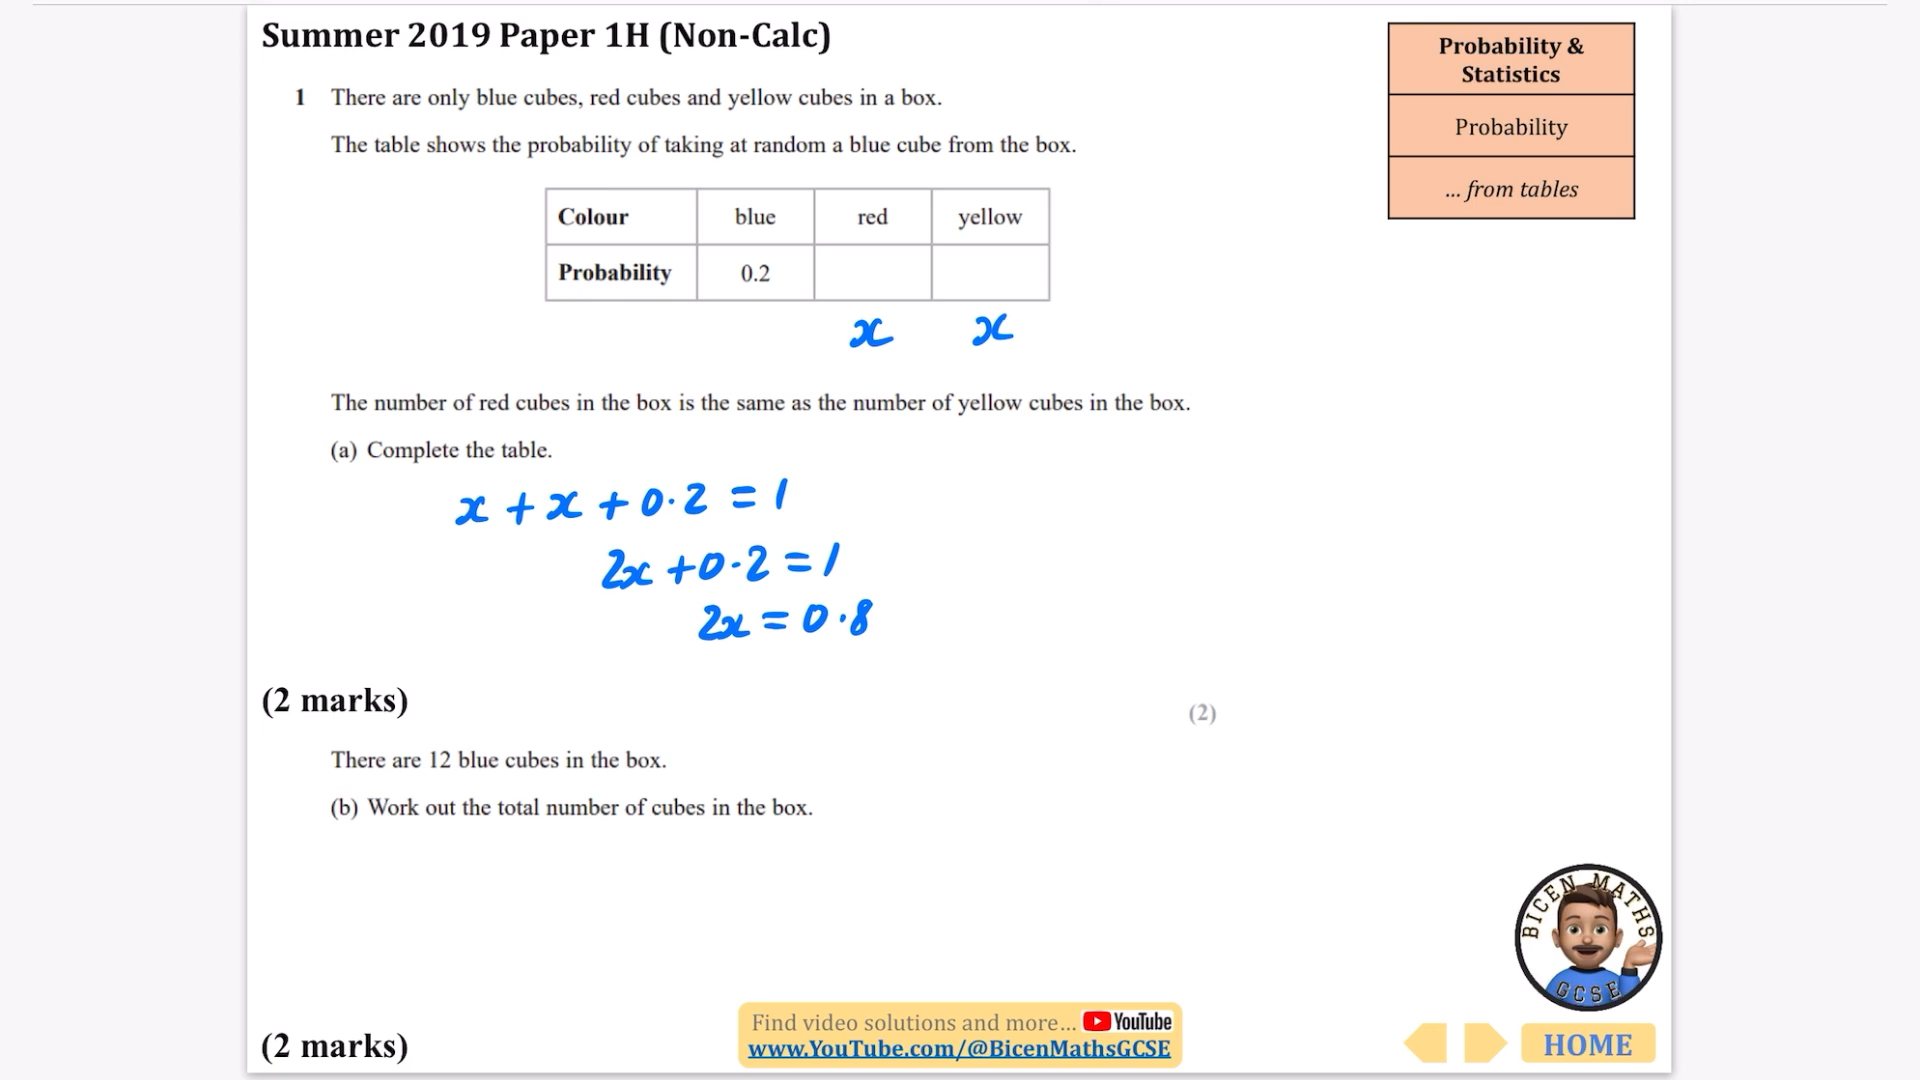 Summer 2019 Paper 1H (Non-Calc)
Probability &
Statistics
Probability
... from tables
1 There are only blue cubes, red cubes and yellow cubes in a box.
The table shows the probability of taking at random a blue cube from the box.
Colour blue red yellow
Probability 0.2
x x
The number of red cubes in the box is the same as the number of yellow cubes in the box.
(a) Complete the table.
x + x + 0.2 = 1
2x + 0.2 = 1
2x = 0.8
(2 marks)
(2)
There are 12 blue cubes in the box.
(b) Work out the total number of cubes in the box.
BICEN MATHS
GCSE
Find video solutions and more... YouTube
www.YouTube.com/@BicenMathsGCSE
HOME
(2 marks)